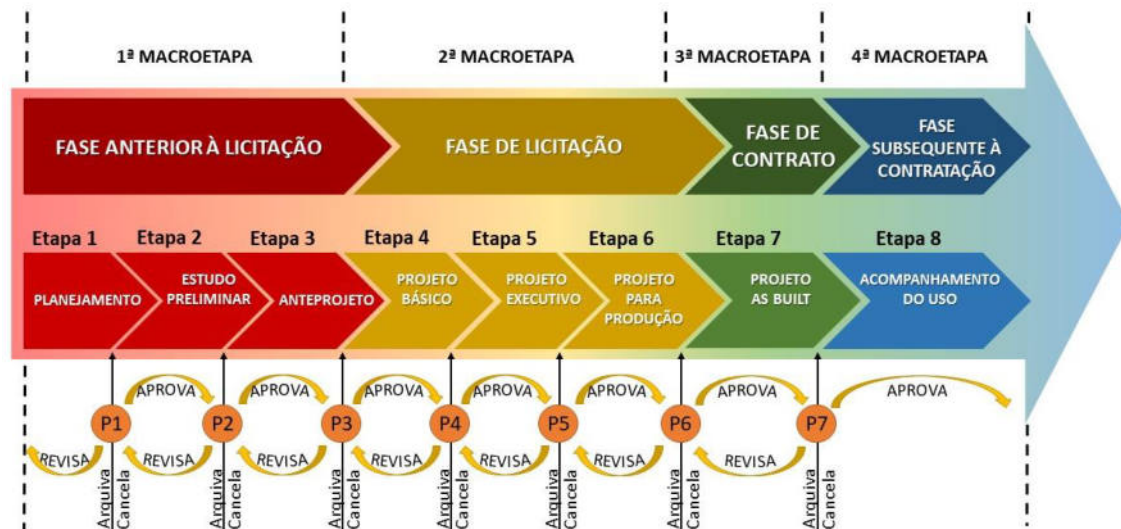 1ª MACROETAPA
2ª MACROETAPA
3ª MACROETAPA
4ª MACROETAPA
FASE ANTERIOR À LICITAÇÃO
FASE DE LICITAÇÃO
FASE DE
CONTRATO
FASE
SUBSEQUENTE À
CONTRATAÇÃO
Etapa 1
Etapa 2
Etapa 3
Etapa 4
Etapa 5
Etapa 6
Etapa 7
Etapa 8
PLANEJAMENTO
ESTUDO
PRELIMINAR
ANTEPROJETO
PROJETO
BÁSICO
PROJETO
EXECUTIVO
PROJETO
PARA
PRODUÇÃO
PROJETO
AS BUILT
ACOMPANHAMENTO
DO USO
APROVA
APROVA
APROVA
APROVA
APROVA
APROVA
APROVA
P1
P2
P3
P4
P5
P6
P7
REVISA
REVISA
REVISA
REVISA
REVISA
REVISA
REVISA
Arquiva
Cancela
Arquiva
Cancela
Arquiva
Cancela
Arquiva
Cancela
Arquiva
Cancela
Arquiva
Cancela
Arquiva
Cancela